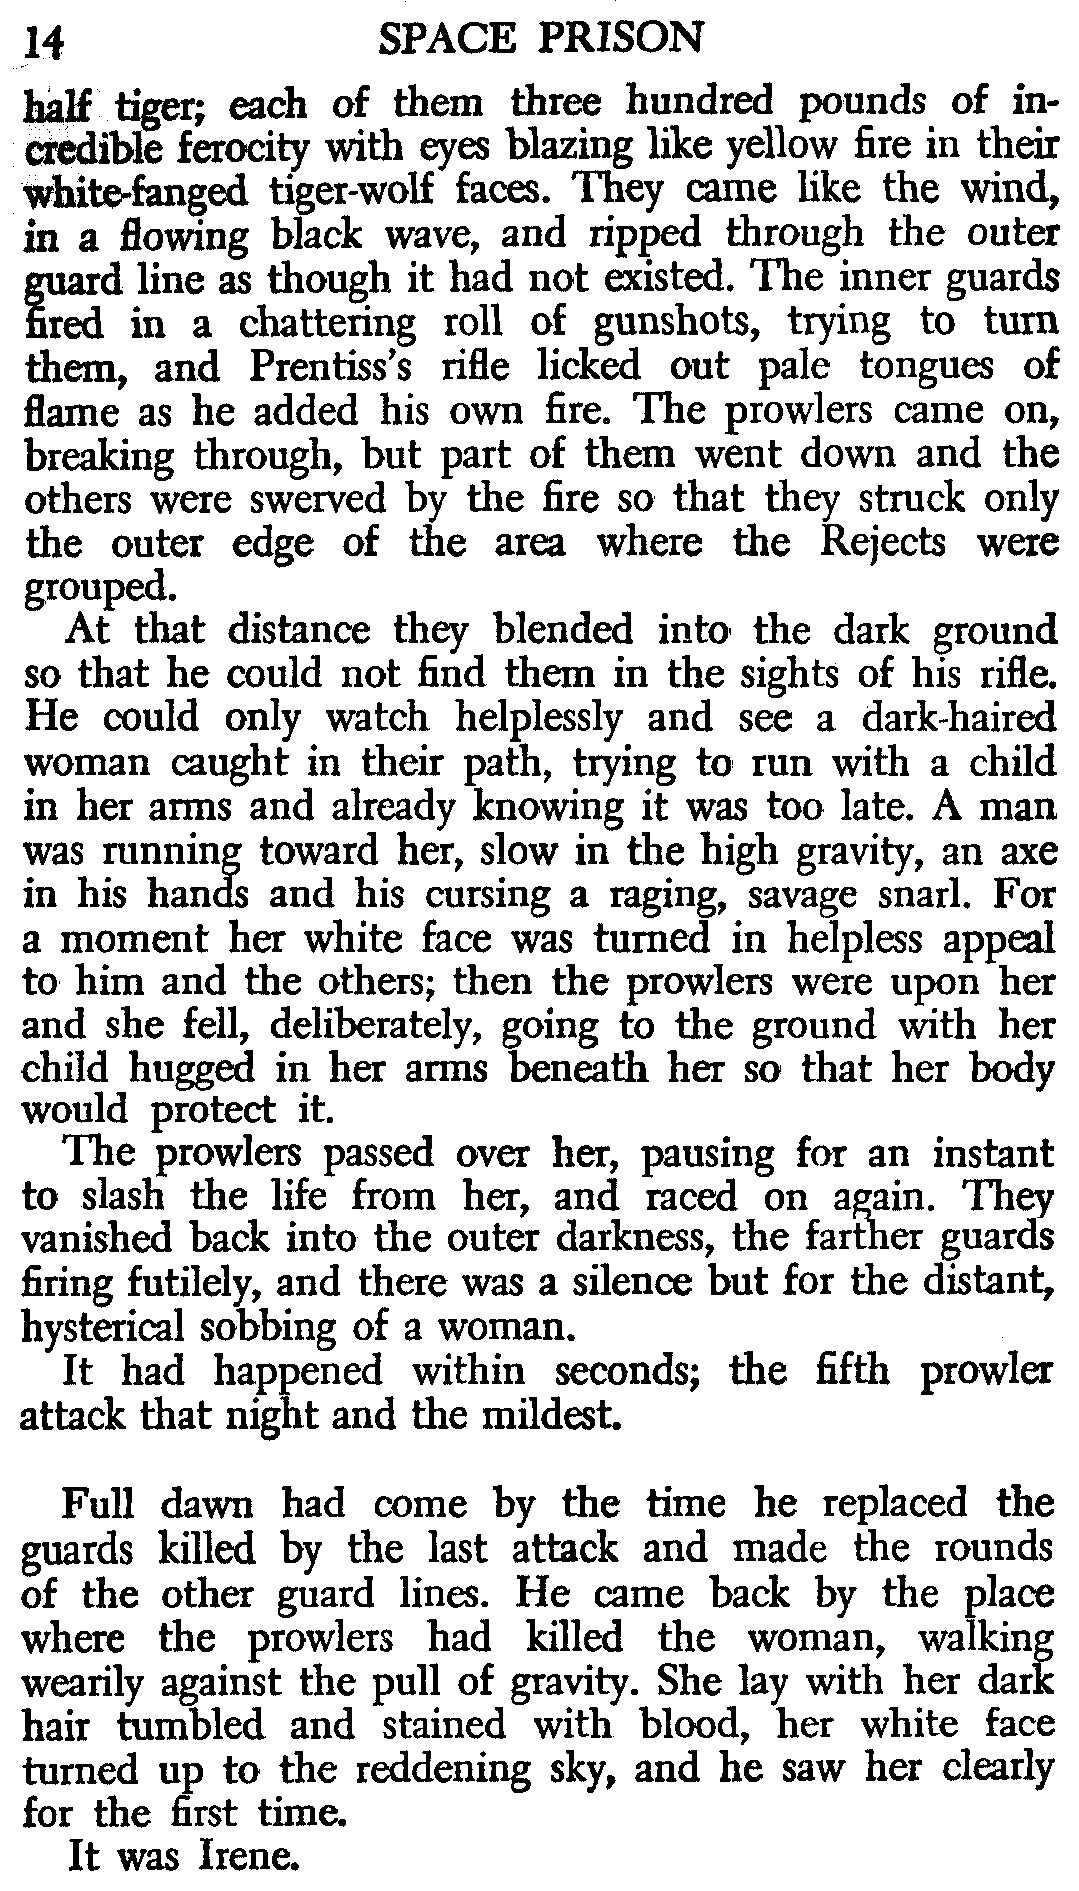 14 SPACE PRISON
half tiger; each of them three hundred pounds of in-
credible ferocity with eyes blazing like yellow fire in their
white-fanged tiger-wolf faces. They came like the wind,
in a flowing black wave, and ripped through the outer
guard line as though it had not existed. The inner guards
fired in a chattering roll of gunshots, trying to turn
them, and Prentiss's rifle licked out pale tongues of
flame as he added his own fire. The prowlers came on,
breaking through, but part of them went down and the
others were swerved by the fire so that they struck only
the outer edge of the area where the Rejects were
grouped.
At that distance they blended into the dark ground
so that he could not find them in the sights of his rifle.
He could only watch helplessly and see a dark-haired
woman caught in their path, trying to run with a child
in her arms and already knowing it was too late. A man
was running toward her, slow in the high gravity, an axe
in his hands and his cursing a raging, savage snarl. For
a moment her white face was turned in helpless appeal
to him and the others; then the prowlers were upon her
and she fell, deliberately, going to the ground with her
child hugged in her arms beneath her so that her body
would protect it.
The prowlers passed over her, pausing for an instant
to slash the life from her, and raced on again. They
vanished back into the outer darkness, the farther guards
firing futilely, and there was a silence but for the distant,
hysterical sobbing of a woman.
It had happened within seconds; the fifth prowler
attack that night and the mildest.
Full dawn had come by the time he replaced the
guards killed by the last attack and made the rounds
of the other guard lines. He came back by the place
where the prowlers had killed the woman, walking
wearily against the pull of gravity. She lay with her dark
hair tumbled and stained with blood, her white face
turned up to the reddening sky, and he saw her clearly
for the first time.
It was Irene.